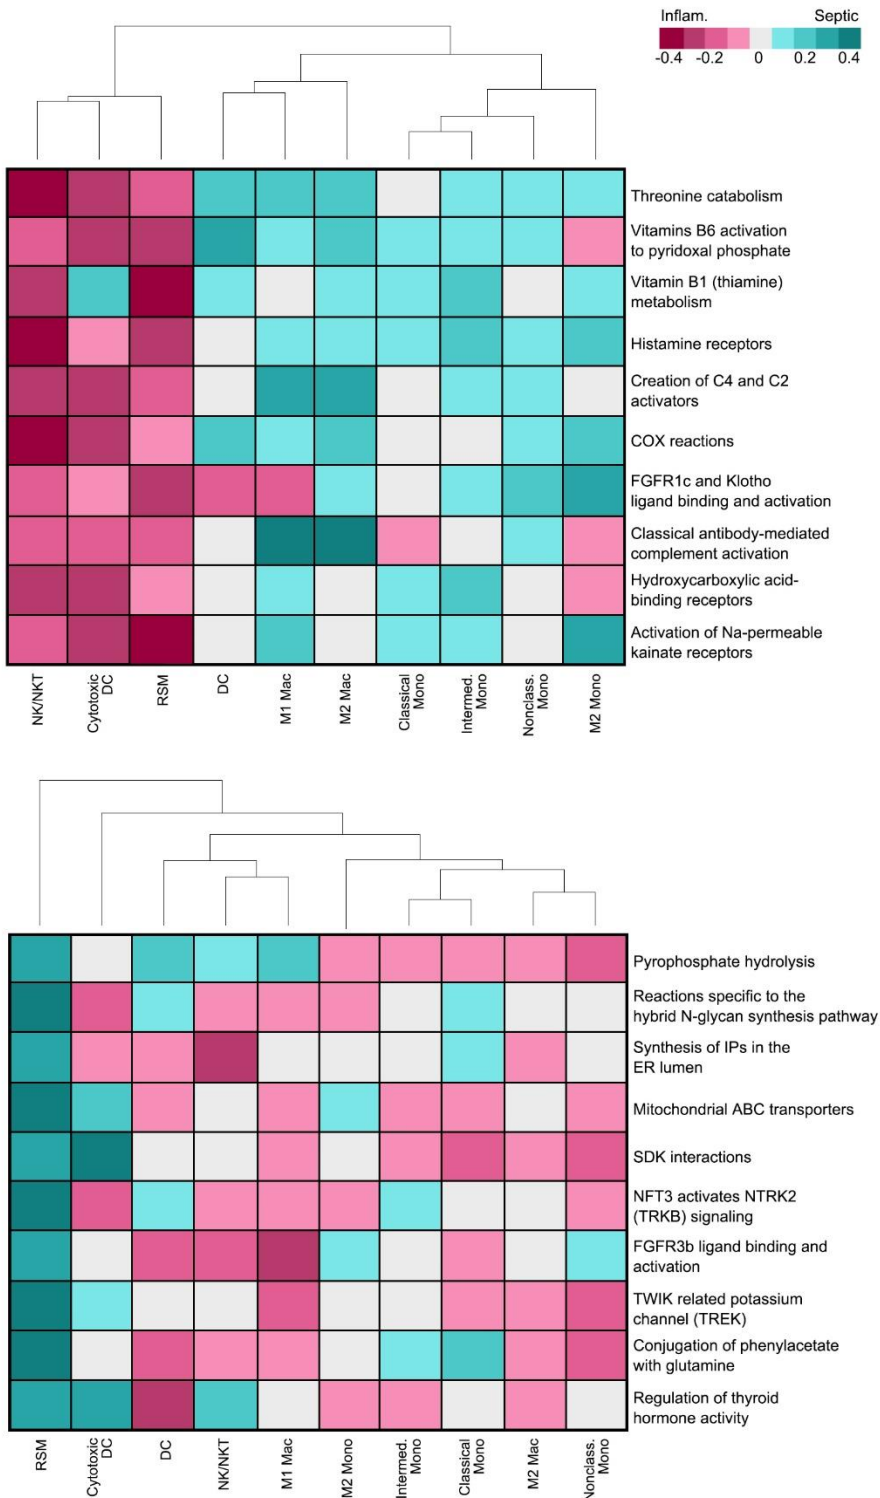 Inflam. Septic
-0.4 -0.2 0 0.2 0.4
Threonine catabolism
Vitamins B6 activation
to pyridoxal phosphate
Vitamin B1 (thiamine)
metabolism
Histamine receptors
Creation of C4 and C2
activators
COX reactions
FGFR1c and Klotho
ligand binding and activation
Classical antibody-mediated
complement activation
Hydroxycarboxylic acid-
binding receptors
Activation of Na-permeable
kainate receptors
NK/NKT
Cytotoxic
DC
RSM
DC
M1 Mac
M2 Mac
Classical
Mono
Intermed.
Mono
Nonclass.
Mono
M2 Mono
Pyrophosphate hydrolysis
Reactions specific to the
hybrid N-glycan synthesis pathway
Synthesis of IPs in the
ER lumen
Mitochondrial ABC transporters
SDK interactions
NFT3 activates NTRK2
(TRKB) signaling
FGFR3b ligand binding and
activation
TWIK related potassium
channel (TREK)
Conjugation of phenylacetate
with glutamine
Regulation of thyroid
hormone activity
RSM
Cytotoxic
DC
DC
NK/NKT
M1 Mac
M2 Mono
Intermed.
Mono
Classical
Mono
M2 Mac
Nonclass.
Mono